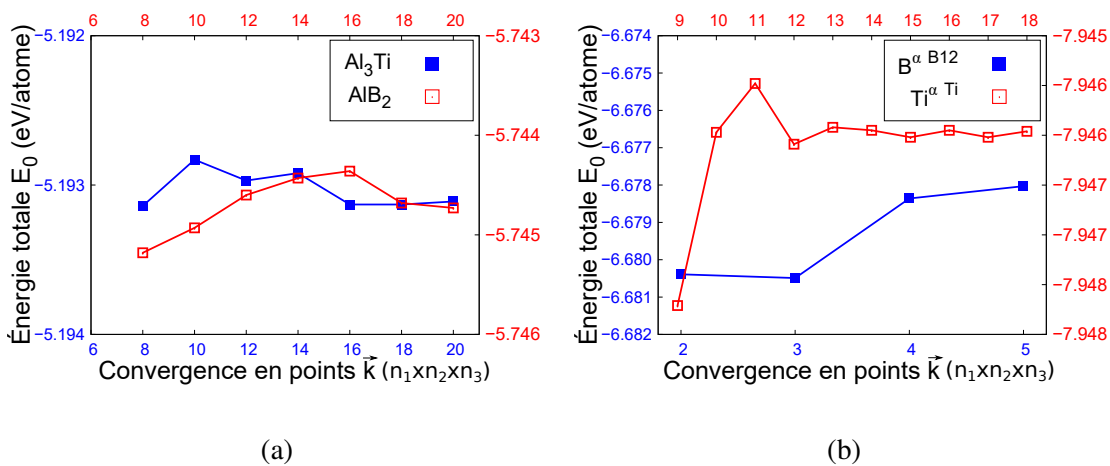 6 8 10 12 14 16 18 20
−5.192
−5.193
−5.194
−5.743
−5.744
−5.745
−5.746
Al3Ti
AlB2
Énergie totale E0 (eV/atome)
6 8 10 12 14 16 18 20
Convergence en points k⃗ (n1xn2xn3)
(a)
9 10 11 12 13 14 15 16 17 18
−6.674
−6.675
−6.676
−6.677
−6.678
−6.679
−6.680
−6.681
−6.682
−7.945
−7.946
−7.946
−7.947
−7.947
−7.948
−7.948
B^α B12
Ti^α Ti
Énergie totale E0 (eV/atome)
2 3 4 5
Convergence en points k⃗ (n1xn2xn3)
(b)